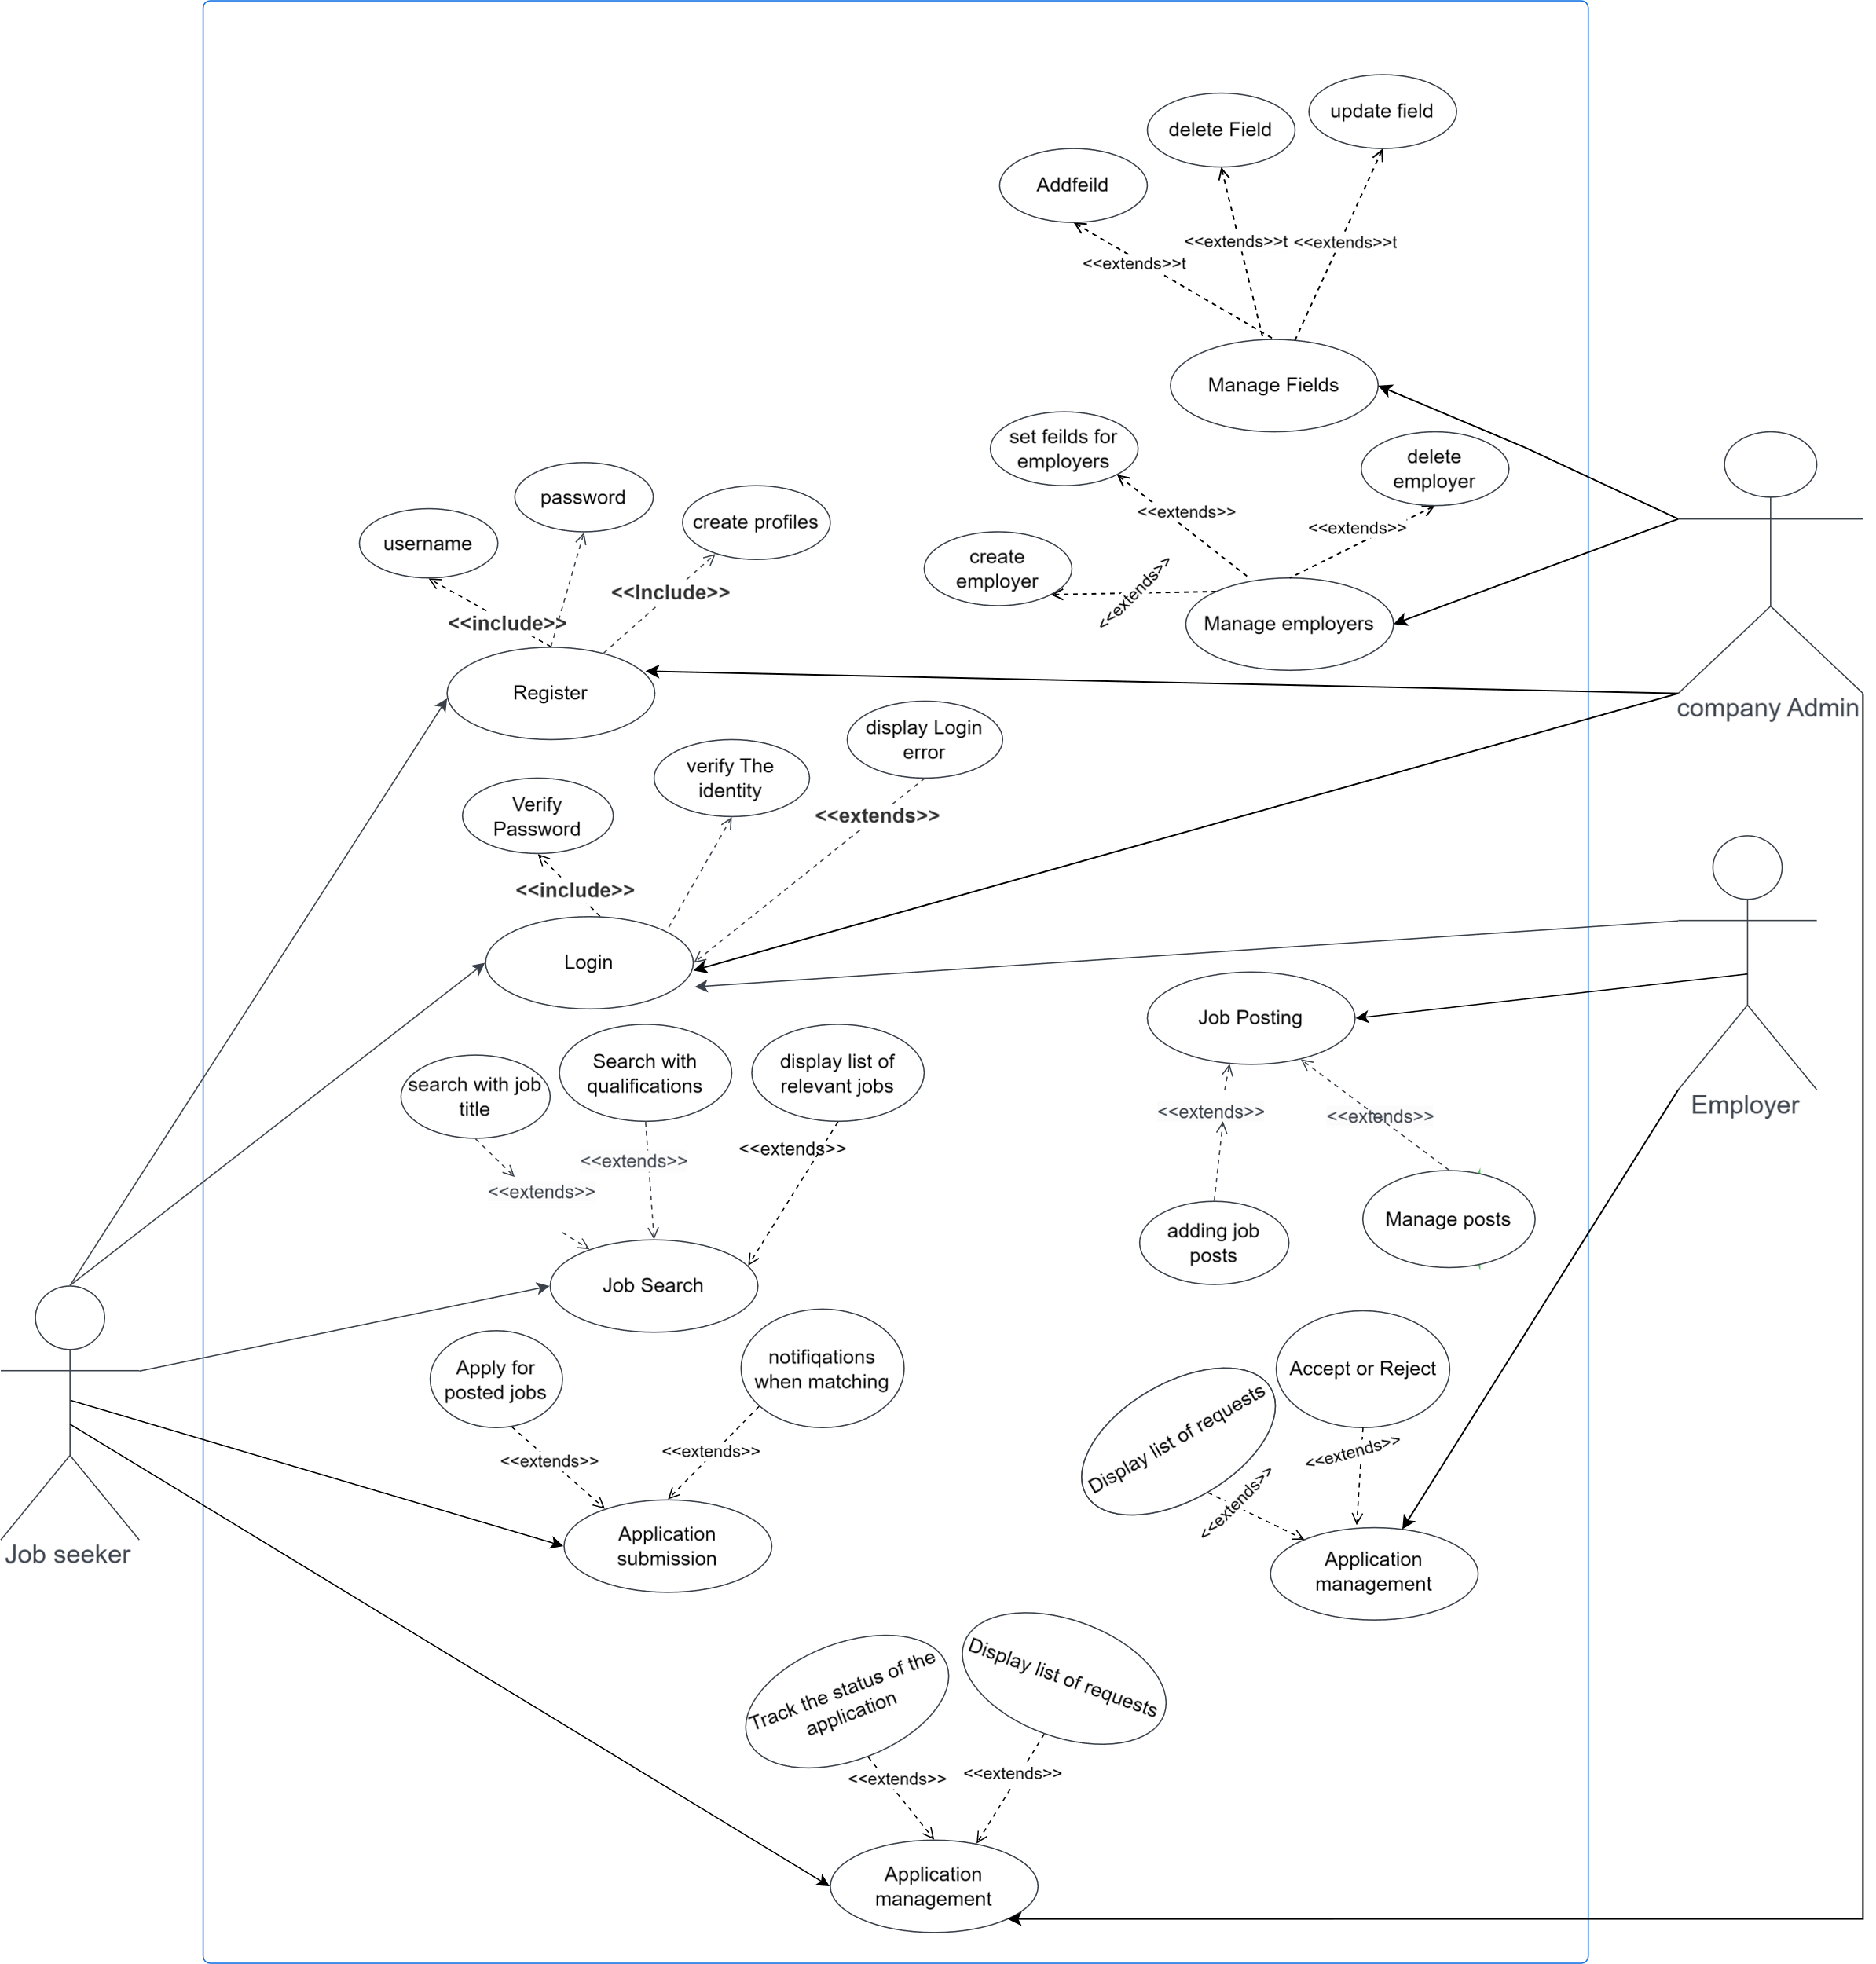 update field
delete Field
Addfeild
<<extends>>t
<<extends>>t
<<extends>>t
Manage Fields
set feilds for
employers
delete
employer
<<extends>>
<<extends>>
create
employer
<<extends>>
Manage employers
company Admin
password
create profiles
username
<<Include>>
<<include>>
Register
display Login
error
verify The
identity
Verify
Password
<<extends>>
<<include>>
Login
Employer
Job Posting
<<extends>>
<<extends>>
adding job
posts
Manage posts
search with job
title
Search with
qualifications
display list of
relevant jobs
<<extends>>
<<extends>>
<<extends>>
Job Search
Job seeker
Apply for
posted jobs
notifiqations
when matching
<<extends>>
<<extends>>
Application
submission
Display list of requests
Accept or Reject
<<extends>>
<<extends>>
Application
management
Track the status of the
application
Display list of requests
<<extends>>
<<extends>>
Application
management